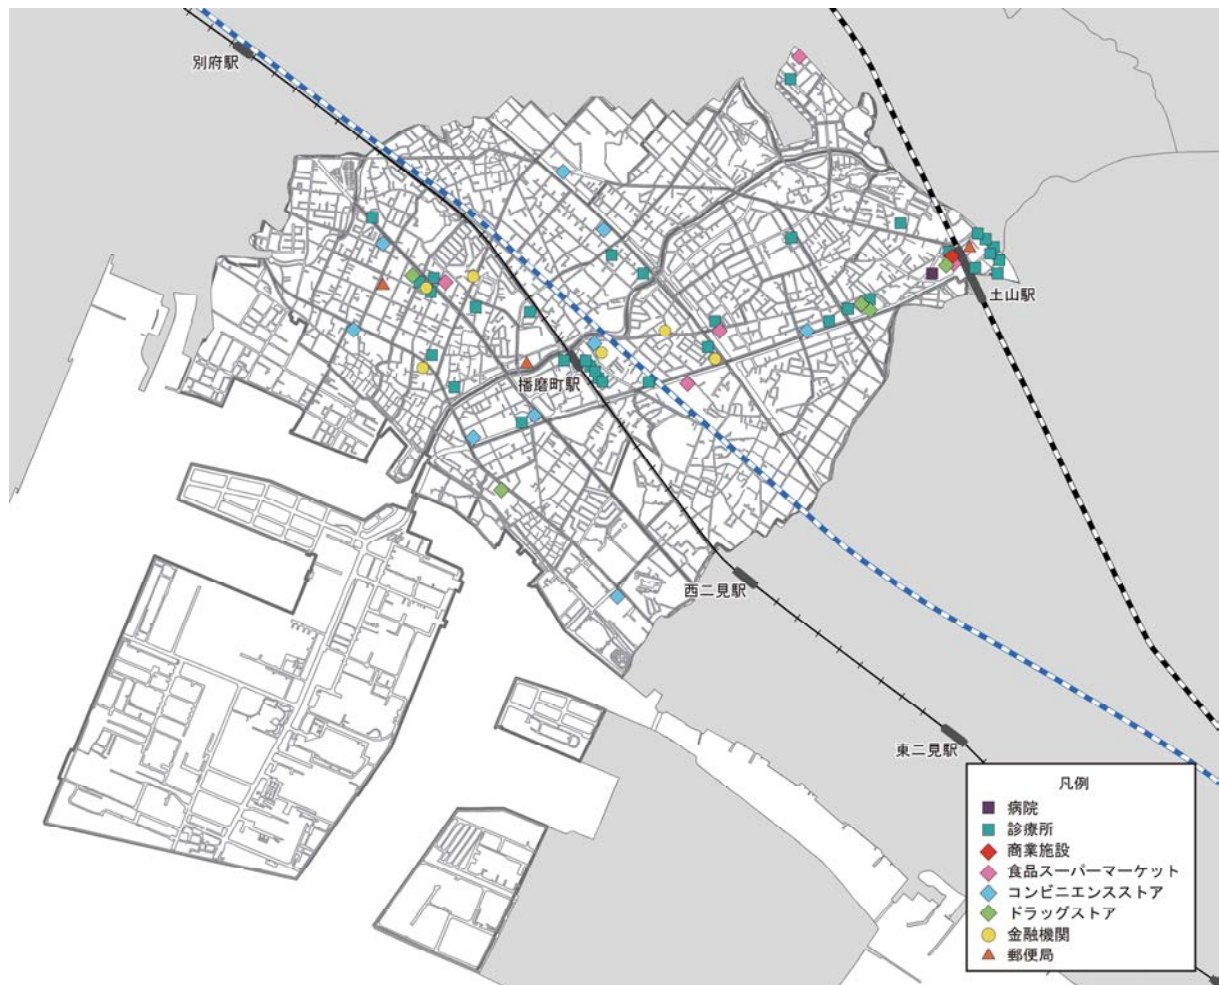 別府駅
土山駅
播磨町駅
西二見駅
東二見駅
凡例
病院
診療所
商業施設
食品スーパーマーケット
コンビニエンスストア
ドラッグストア
金融機関
郵便局